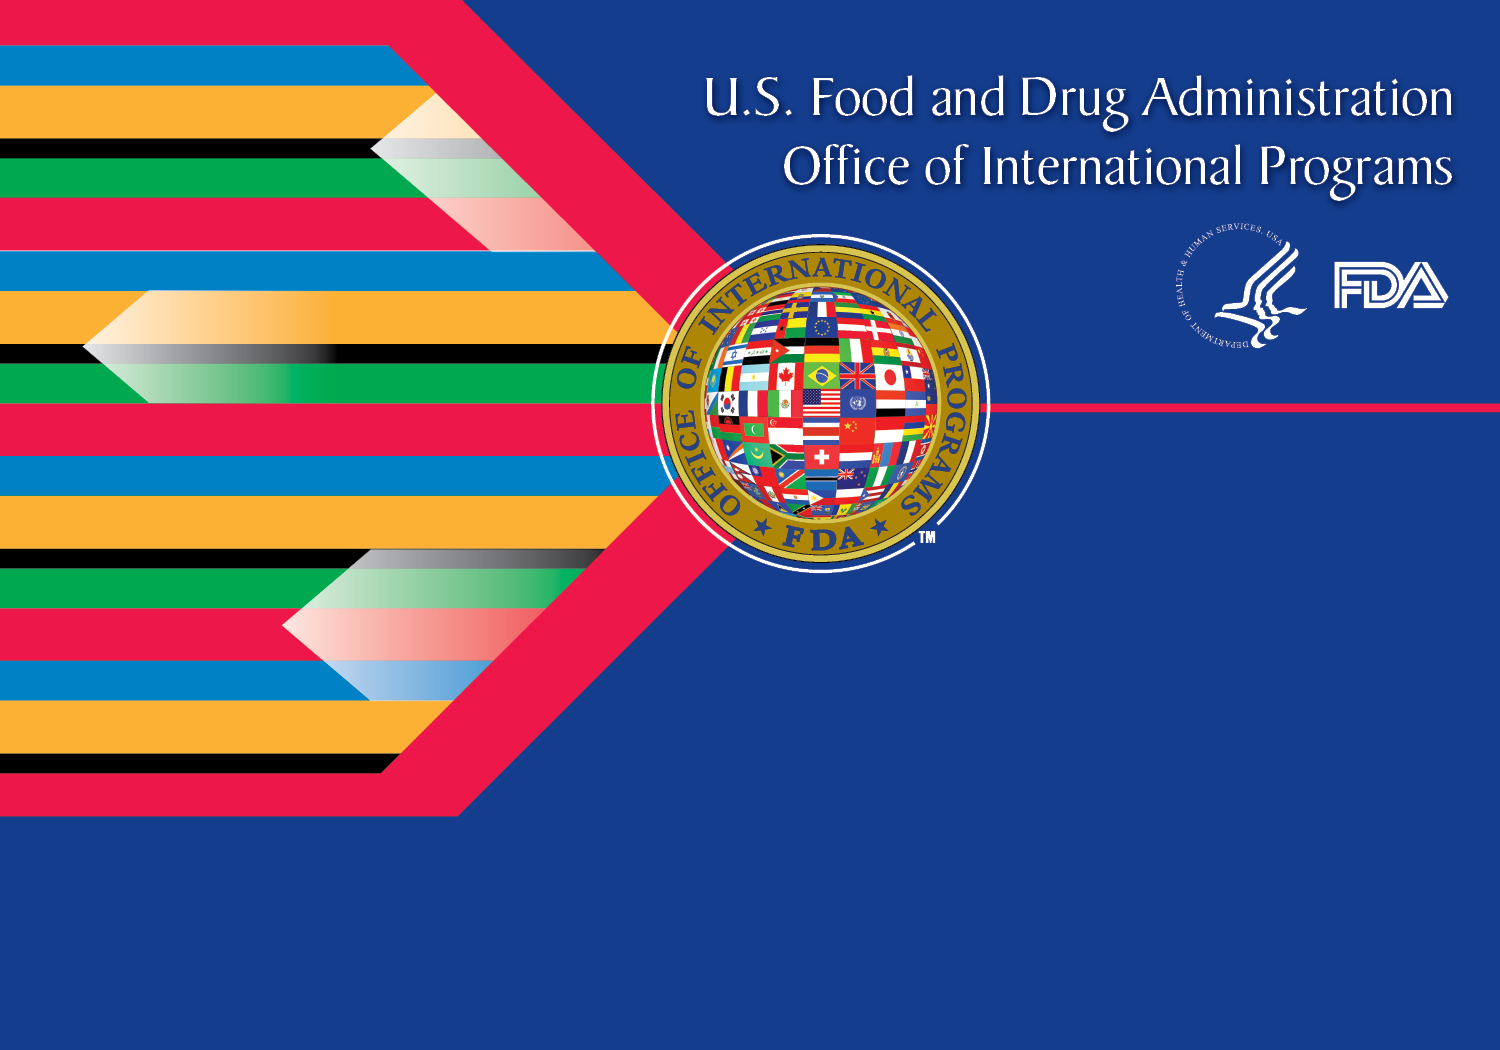 U.S. Food and Drug Administration
Office of International Programs
DEPARTMENT OF HEALTH & HUMAN SERVICES, USA
FDA
OFFICE OF INTERNATIONAL PROGRAMS
★ FDA ★
TM